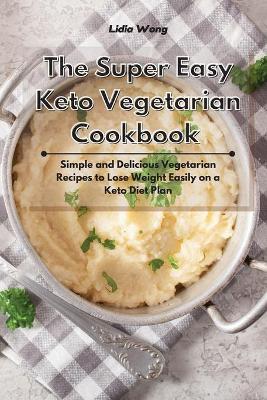 Lidia Wong
The Super Easy
Keto Vegetarian
Cookbook
Simple and Delicious Vegetarian
Recipes to Lose Weight Easily on a
Keto Diet Plan